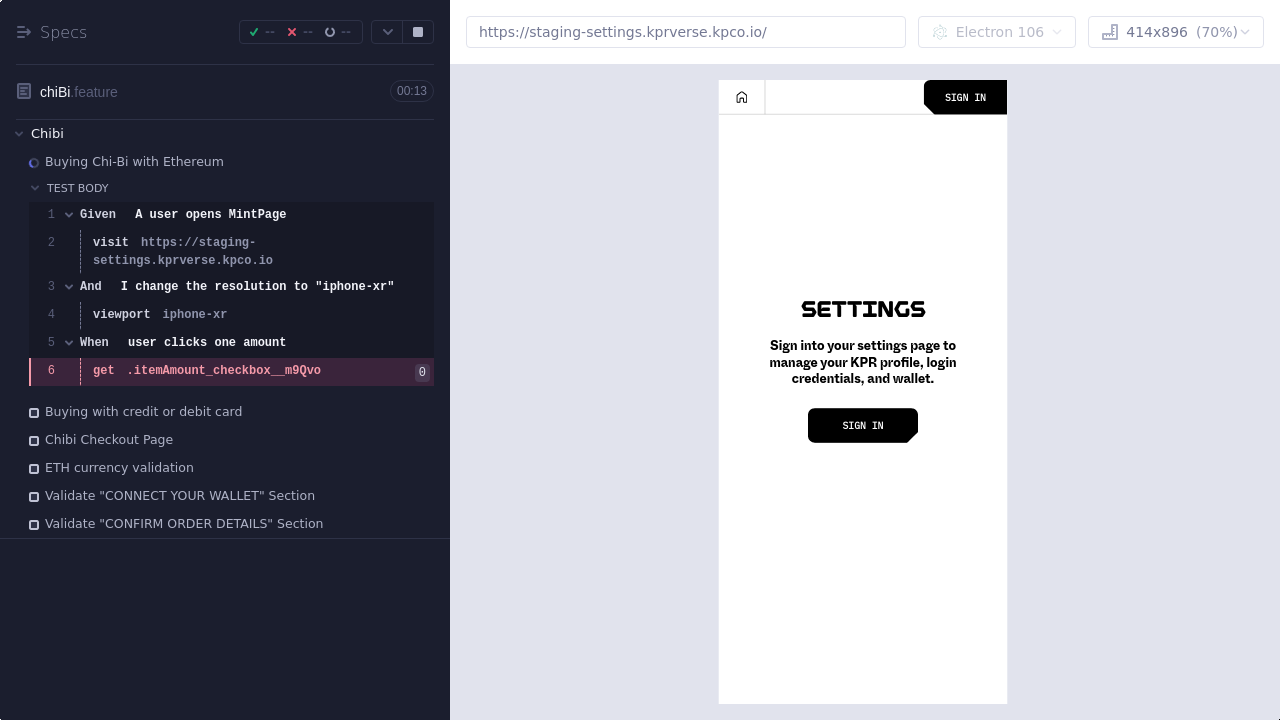 Specs
-- -- --
https://staging-settings.kprverse.kpco.io/
Electron 106
414x896 (70%)
chiBi.feature
00:13
Chibi
Buying Chi-Bi with Ethereum
TEST BODY
1 Given A user opens MintPage
2 visit https://staging-
settings.kprverse.kpco.io
3 And I change the resolution to "iphone-xr"
4 viewport iphone-xr
5 When user clicks one amount
6 get .itemAmount_checkbox__m9Qvo 0
Buying with credit or debit card
Chibi Checkout Page
ETH currency validation
Validate "CONNECT YOUR WALLET" Section
Validate "CONFIRM ORDER DETAILS" Section
SIGN IN
SETTINGS
Sign into your settings page to
manage your KPR profile, login
credentials, and wallet.
SIGN IN